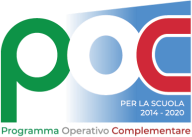 poc
PER LA SCUOLA
2014 - 2020
Programma Operativo Complementare